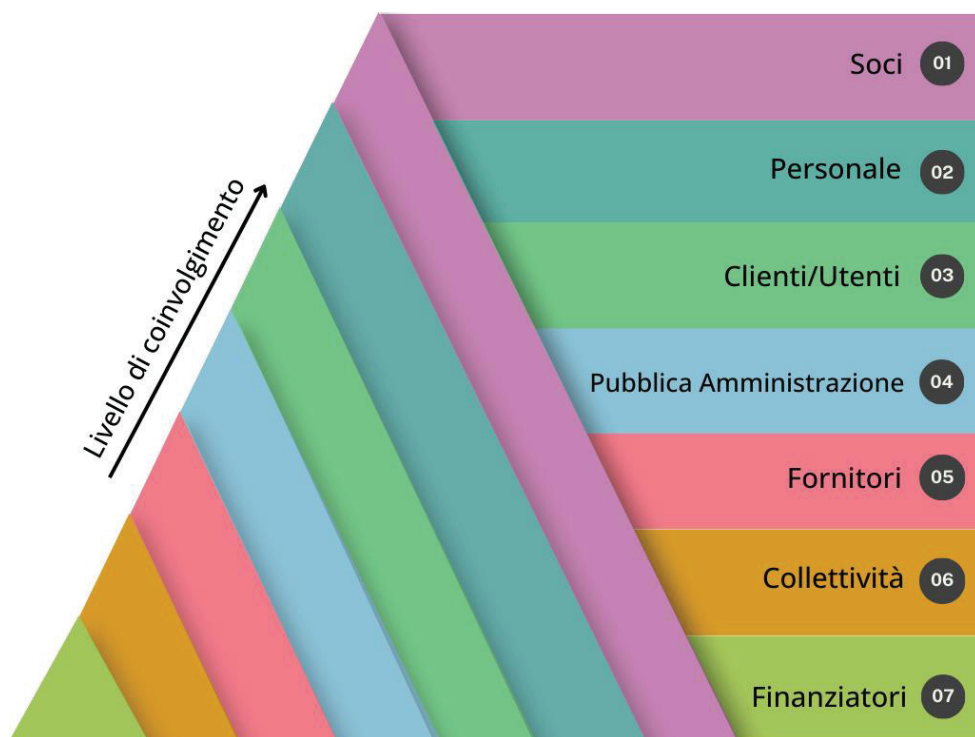 Livello di coinvolgimento
Soci 01
Personale 02
Clienti/Utenti 03
Pubblica Amministrazione 04
Fornitori 05
Collettività 06
Finanziatori 07